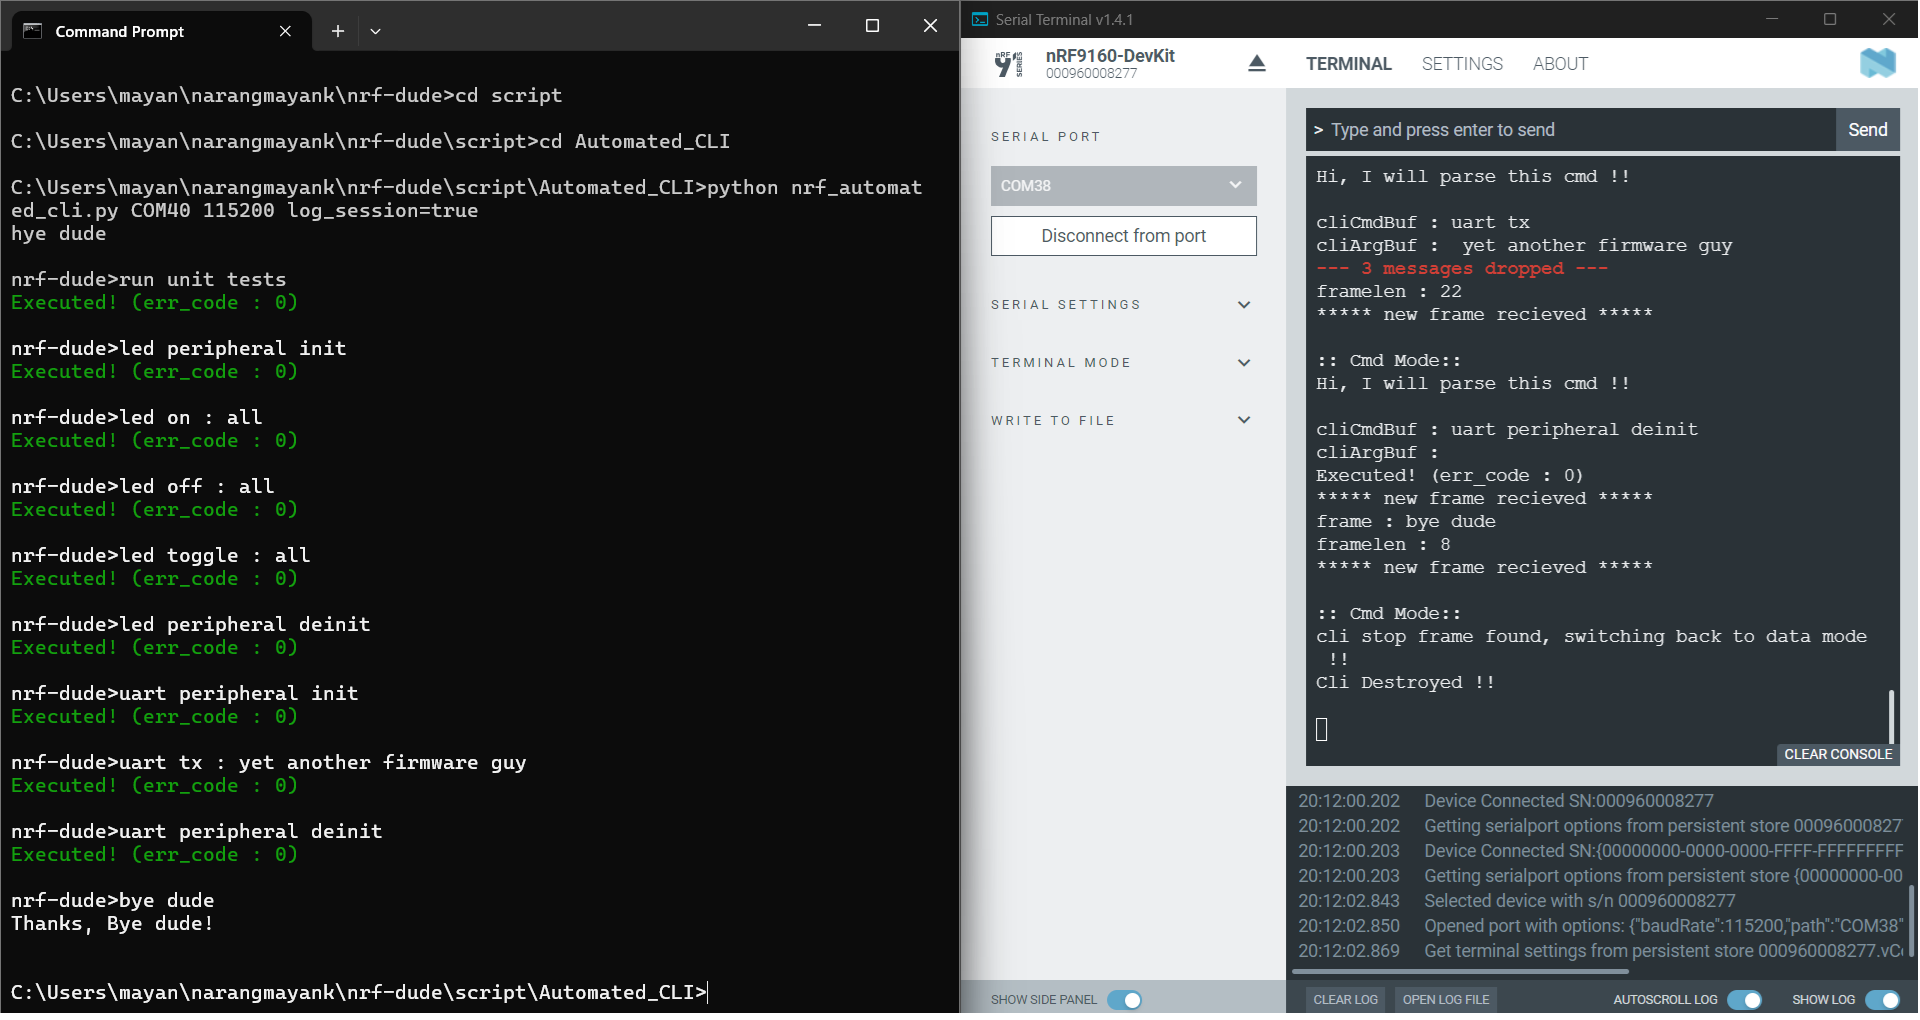 Command Prompt
C:\Users\mayan\narangmayank\nrf-dude>cd script
C:\Users\mayan\narangmayank\nrf-dude\script>cd Automated_CLI
C:\Users\mayan\narangmayank\nrf-dude\script\Automated_CLI>python nrf_automat
ed_cli.py COM40 115200 log_session=true
hye dude
nrf-dude>run unit tests
Executed! (err_code : 0)
nrf-dude>led peripheral init
Executed! (err_code : 0)
nrf-dude>led on : all
Executed! (err_code : 0)
nrf-dude>led off : all
Executed! (err_code : 0)
nrf-dude>led toggle : all
Executed! (err_code : 0)
nrf-dude>led peripheral deinit
Executed! (err_code : 0)
nrf-dude>uart peripheral init
Executed! (err_code : 0)
nrf-dude>uart tx : yet another firmware guy
Executed! (err_code : 0)
nrf-dude>uart peripheral deinit
Executed! (err_code : 0)
nrf-dude>bye dude
Thanks, Bye dude!
C:\Users\mayan\narangmayank\nrf-dude\script\Automated_CLI>
Serial Terminal v1.4.1
nRF 91 SERIES
nRF9160-DevKit
000960008277
TERMINAL SETTINGS ABOUT
SERIAL PORT
COM38
Disconnect from port
SERIAL SETTINGS
TERMINAL MODE
WRITE TO FILE
SHOW SIDE PANEL
> Type and press enter to send
Send
Hi, I will parse this cmd !!
cliCmdBuf : uart tx
cliArgBuf :  yet another firmware guy
--- 3 messages dropped ---
framelen : 22
***** new frame recieved *****
:: Cmd Mode::
Hi, I will parse this cmd !!
cliCmdBuf : uart peripheral deinit
cliArgBuf :
Executed! (err_code : 0)
***** new frame recieved *****
frame : bye dude
framelen : 8
***** new frame recieved *****
:: Cmd Mode::
cli stop frame found, switching back to data mode
!!
Cli Destroyed !!
CLEAR CONSOLE
20:12:00.202 Device Connected SN:000960008277
20:12:00.202 Getting serialport options from persistent store 00096000827
20:12:00.203 Device Connected SN:{00000000-0000-0000-FFFF-FFFFFFFFF
20:12:00.203 Getting serialport options from persistent store {00000000-00
20:12:02.843 Selected device with s/n 000960008277
20:12:02.850 Opened port with options: {"baudRate":115200,"path":"COM38"
20:12:02.869 Get terminal settings from persistent store 000960008277.vC
CLEAR LOG
OPEN LOG FILE
AUTOSCROLL LOG
SHOW LOG